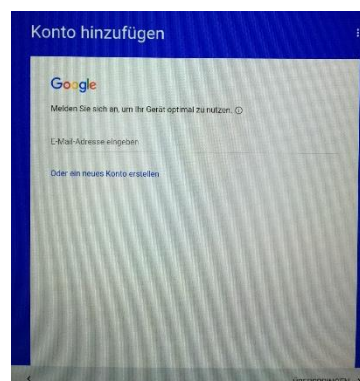 Konto hinzufügen
Google
Melden Sie sich an, um Ihr Gerät optimal zu nutzen.
E-Mail-Adresse eingeben
Oder ein neues Konto erstellen